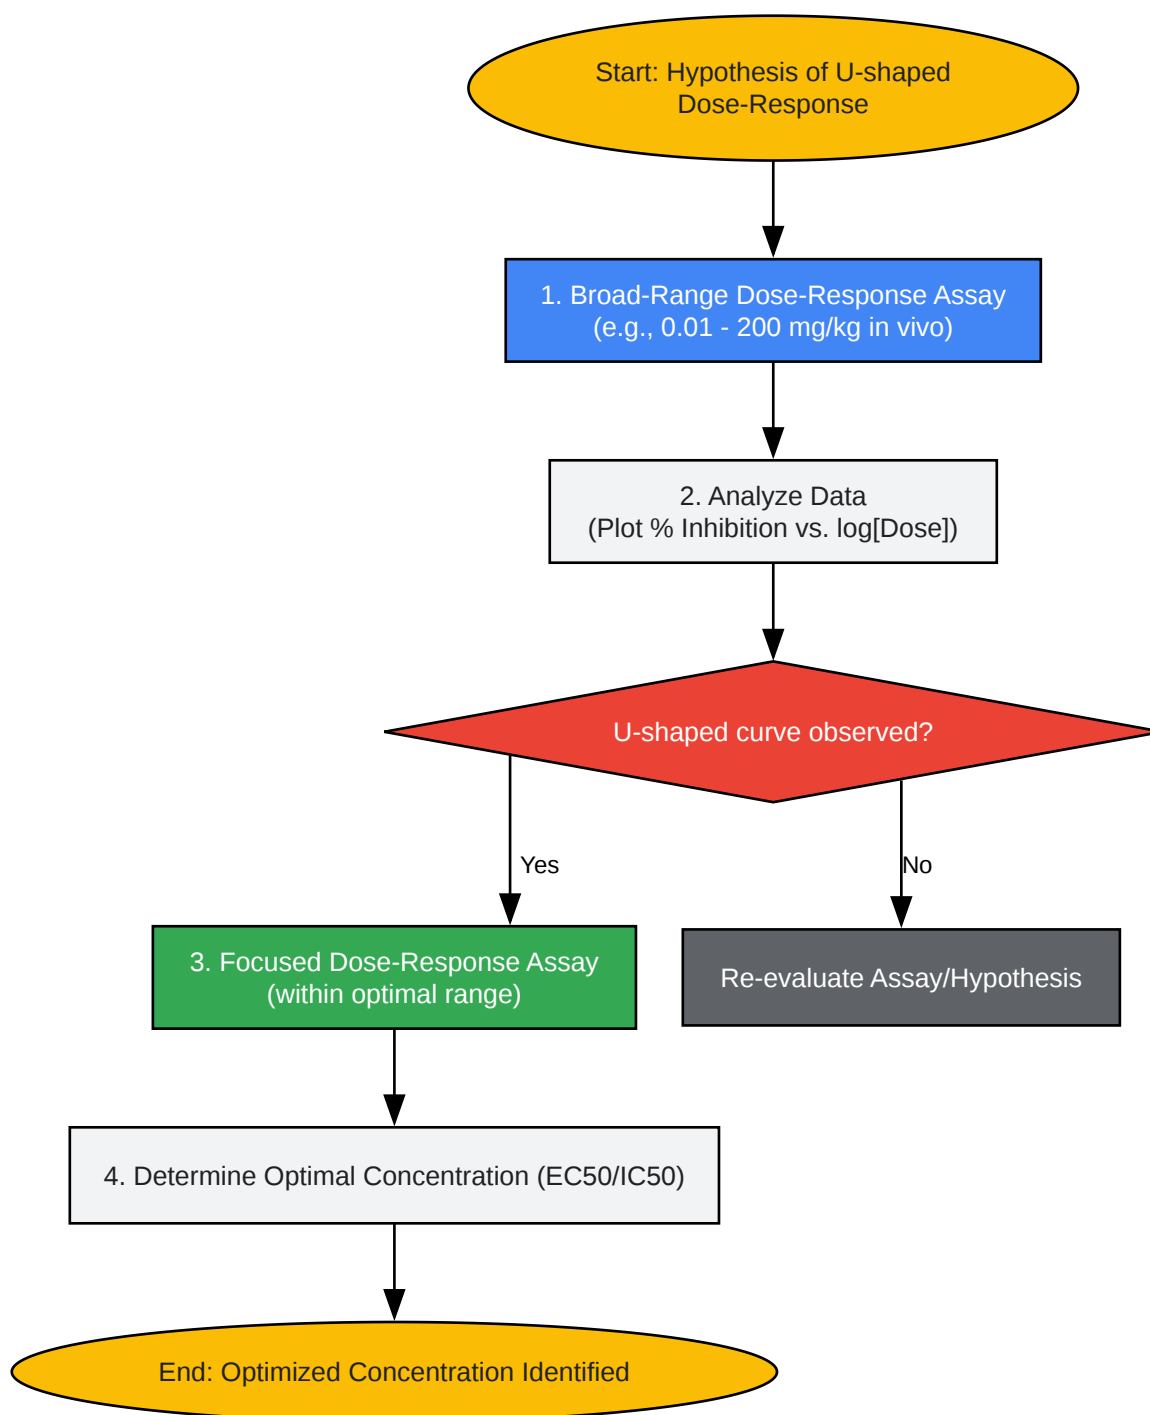 Start: Hypothesis of U-shaped
Dose-Response
1. Broad-Range Dose-Response Assay
(e.g., 0.01 - 200 mg/kg in vivo)
2. Analyze Data
(Plot % Inhibition vs. log[Dose])
U-shaped curve observed?
Yes
No
3. Focused Dose-Response Assay
(within optimal range)
Re-evaluate Assay/Hypothesis
4. Determine Optimal Concentration (EC50/IC50)
End: Optimized Concentration Identified